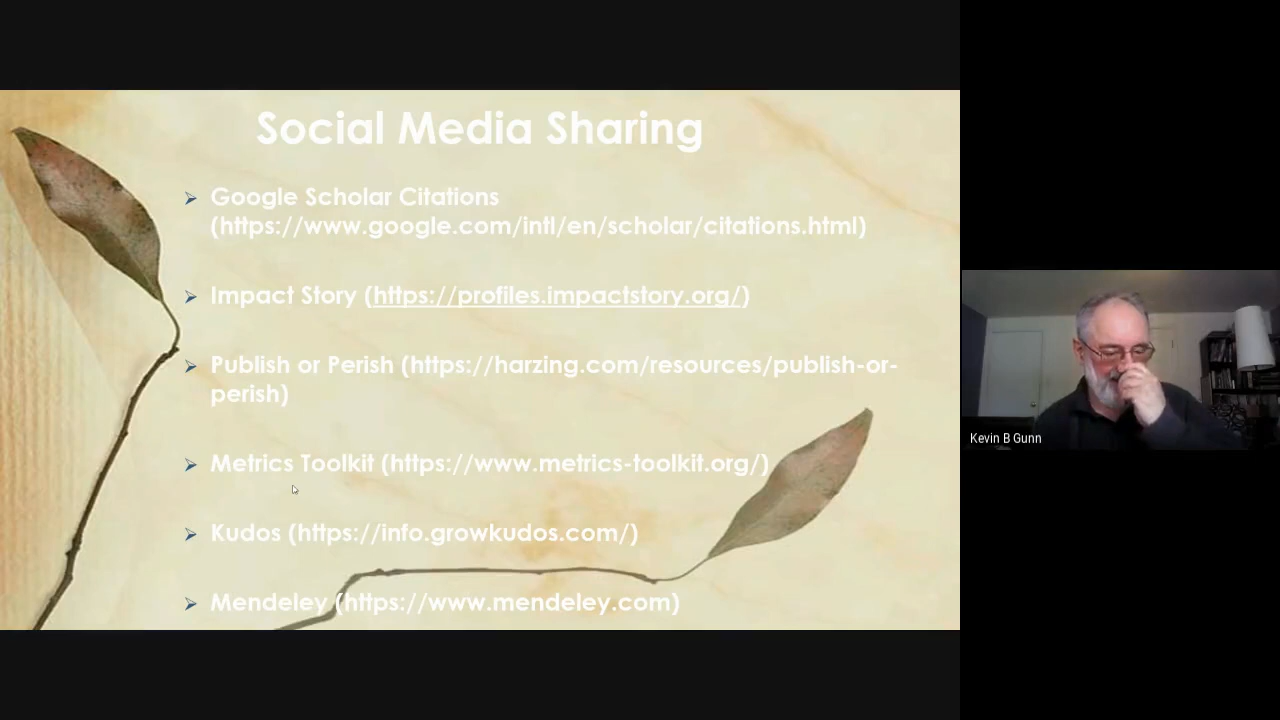 Social Media Sharing
Google Scholar Citations
(https://www.google.com/intl/en/scholar/citations.html)
Impact Story (https://profiles.impactstory.org/)
Publish or Perish (https://harzing.com/resources/publish-or-
perish)
Metrics Toolkit (https://www.metrics-toolkit.org/)
Kudos (https://info.growkudos.com/)
Mendeley (https://www.mendeley.com)
Kevin B Gunn